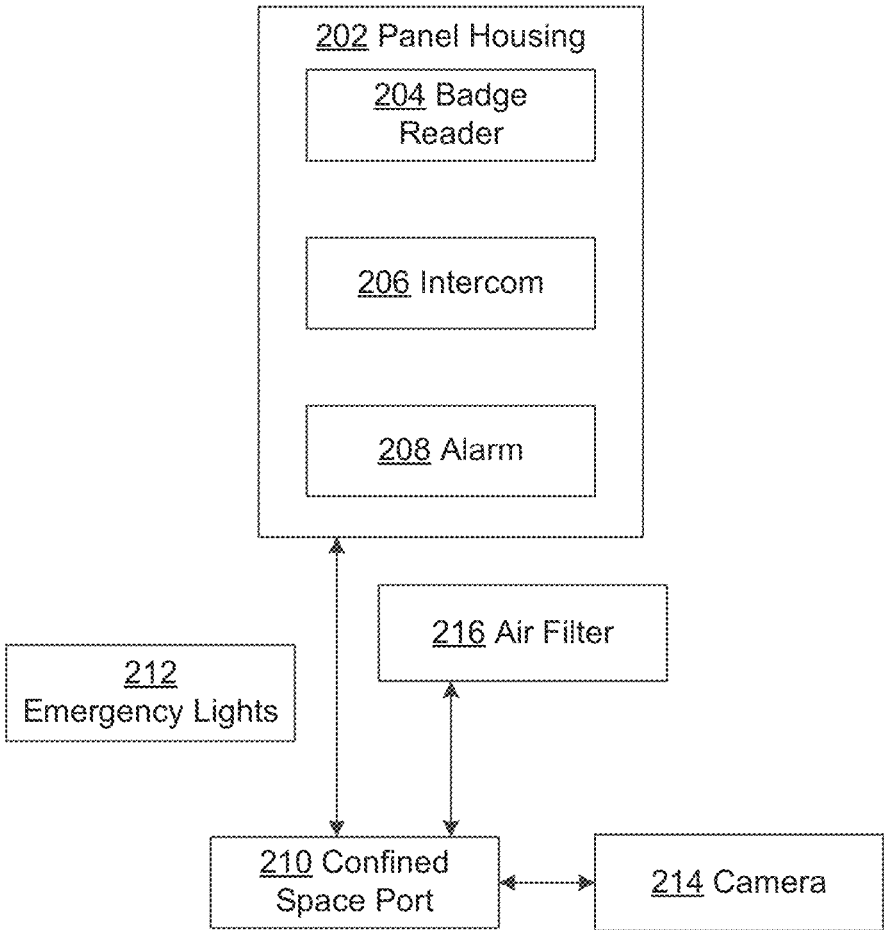 202 Panel Housing
204 Badge
Reader
206 Intercom
208 Alarm
216 Air Filter
212
Emergency Lights
210 Confined
Space Port
214 Camera